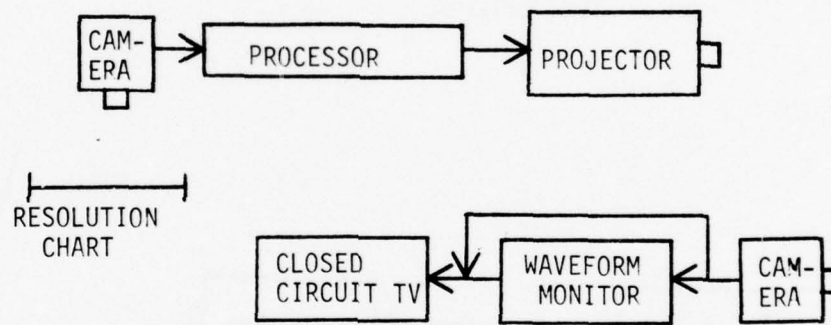 CAM-
ERA
PROCESSOR
PROJECTOR
RESOLUTION
CHART
CLOSED
CIRCUIT TV
WAVEFORM
MONITOR
CAM-
ERA